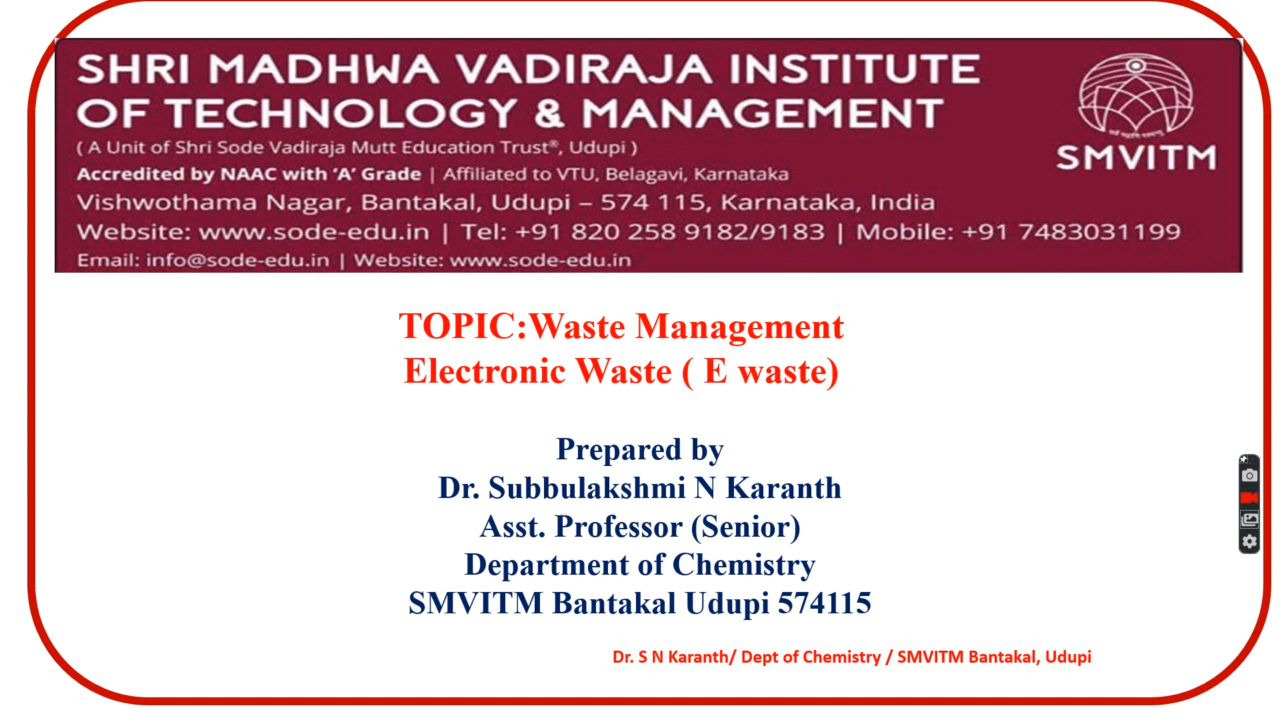 SHRI MADHWA VADIRAJA INSTITUTE
OF TECHNOLOGY & MANAGEMENT
( A Unit of Shri Sode Vadiraja Mutt Education Trust®, Udupi )
Accredited by NAAC with ‘A’ Grade | Affiliated to VTU, Belagavi, Karnataka
Vishwothama Nagar, Bantakal, Udupi – 574 115, Karnataka, India
Website: www.sode-edu.in | Tel: +91 820 258 9182/9183 | Mobile: +91 7483031199
Email: info@sode-edu.in | Website: www.sode-edu.in
SMVITM
TOPIC:Waste Management
Electronic Waste ( E waste)
Prepared by
Dr. Subbulakshmi N Karanth
Asst. Professor (Senior)
Department of Chemistry
SMVITM Bantakal Udupi 574115
Dr. S N Karanth/ Dept of Chemistry / SMVITM Bantakal, Udupi